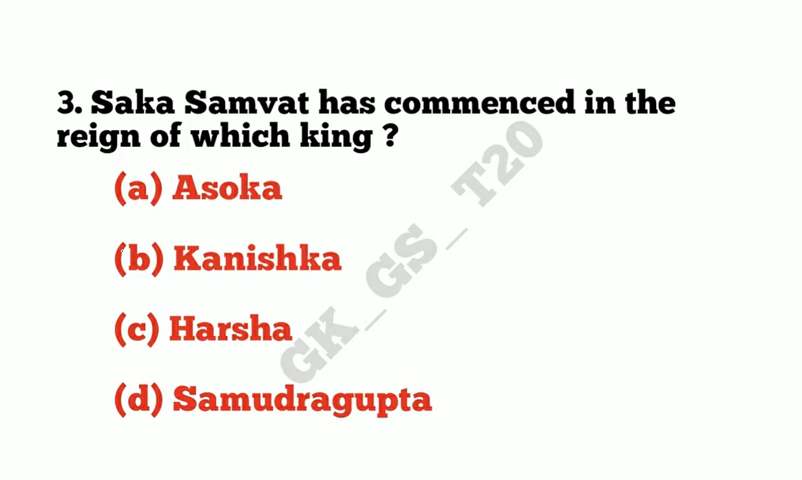 3. Saka Samvat has commenced in the
reign of which king ?
(a) Asoka
(b) Kanishka
(c) Harsha
(d) Samudragupta
GK_GS_T20